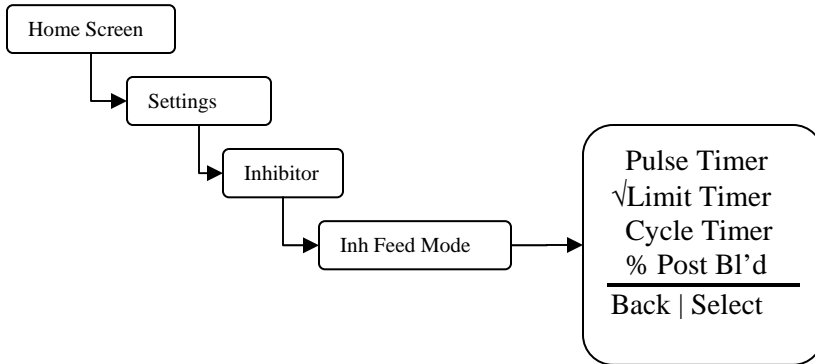 Home Screen
Settings
Inhibitor
Inh Feed Mode
Pulse Timer
√Limit Timer
Cycle Timer
% Post Bl’d
Back | Select